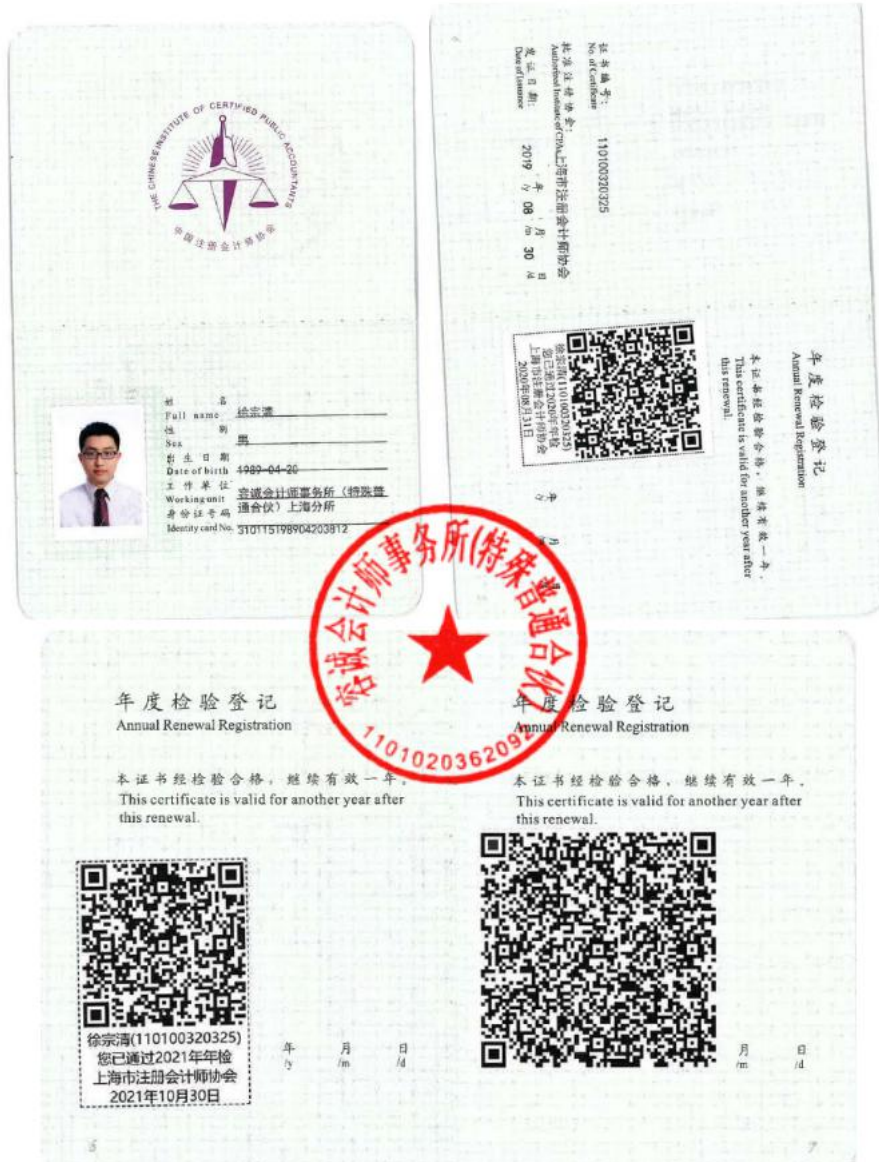 THE CHINESE INSTITUTE OF CERTIFIED PUBLIC ACCOUNTANTS
中国注册会计师协会
姓 名
Full name 徐宗清
性 别
Sex 男
出生日期
Date of birth 1989-04-20
工作单位
Working unit 容诚会计师事务所（特殊普
通合伙）上海分所
身份证号码
Identity card No. 310115198904203812
证书编号:
No. of Certificate 110100320325
批准注册协会:
Authorized Institute of CPAs 上海市注册会计师协会
发证日期:
Date of Issuance 2019 年 /y 08 月 /m 30 日 /d
年度检验登记
Annual Renewal Registration
本证书经检验合格，继续有效一年。
This certificate is valid for another year after
this renewal.
徐宗清(110100320325)
您已通过2020年年检
上海市注册会计师协会
2020年08月31日
年 月
/y /m
容诚会计师事务所(特殊普通合伙)
1101020362092
年度检验登记
Annual Renewal Registration
本证书经检验合格，继续有效一年。
This certificate is valid for another year after
this renewal.
徐宗清(110100320325)
您已通过2021年年检
上海市注册会计师协会
2021年10月30日
年 月 日
/y /m /d
6
年度检验登记
Annual Renewal Registration
本证书经检验合格，继续有效一年。
This certificate is valid for another year after
this renewal.
月 日
/m /d
7